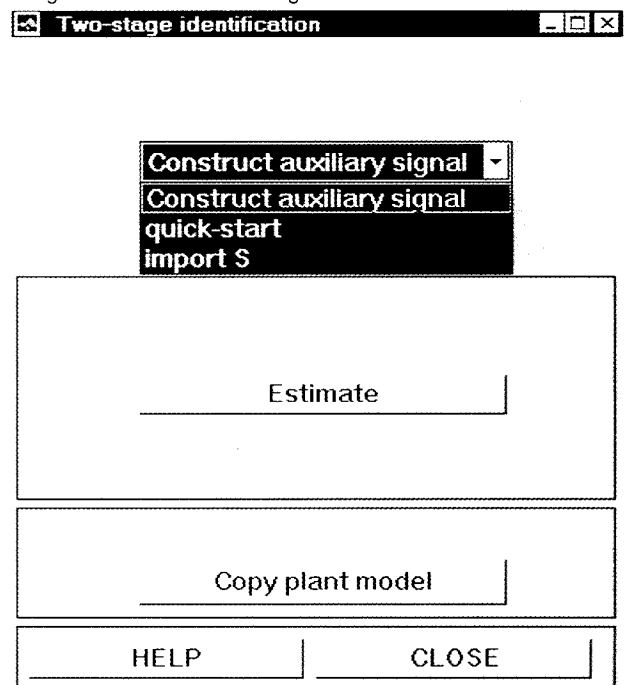 Two-stage identification
Construct auxiliary signal
Construct auxiliary signal
quick-start
import S
Estimate
Copy plant model
HELP CLOSE